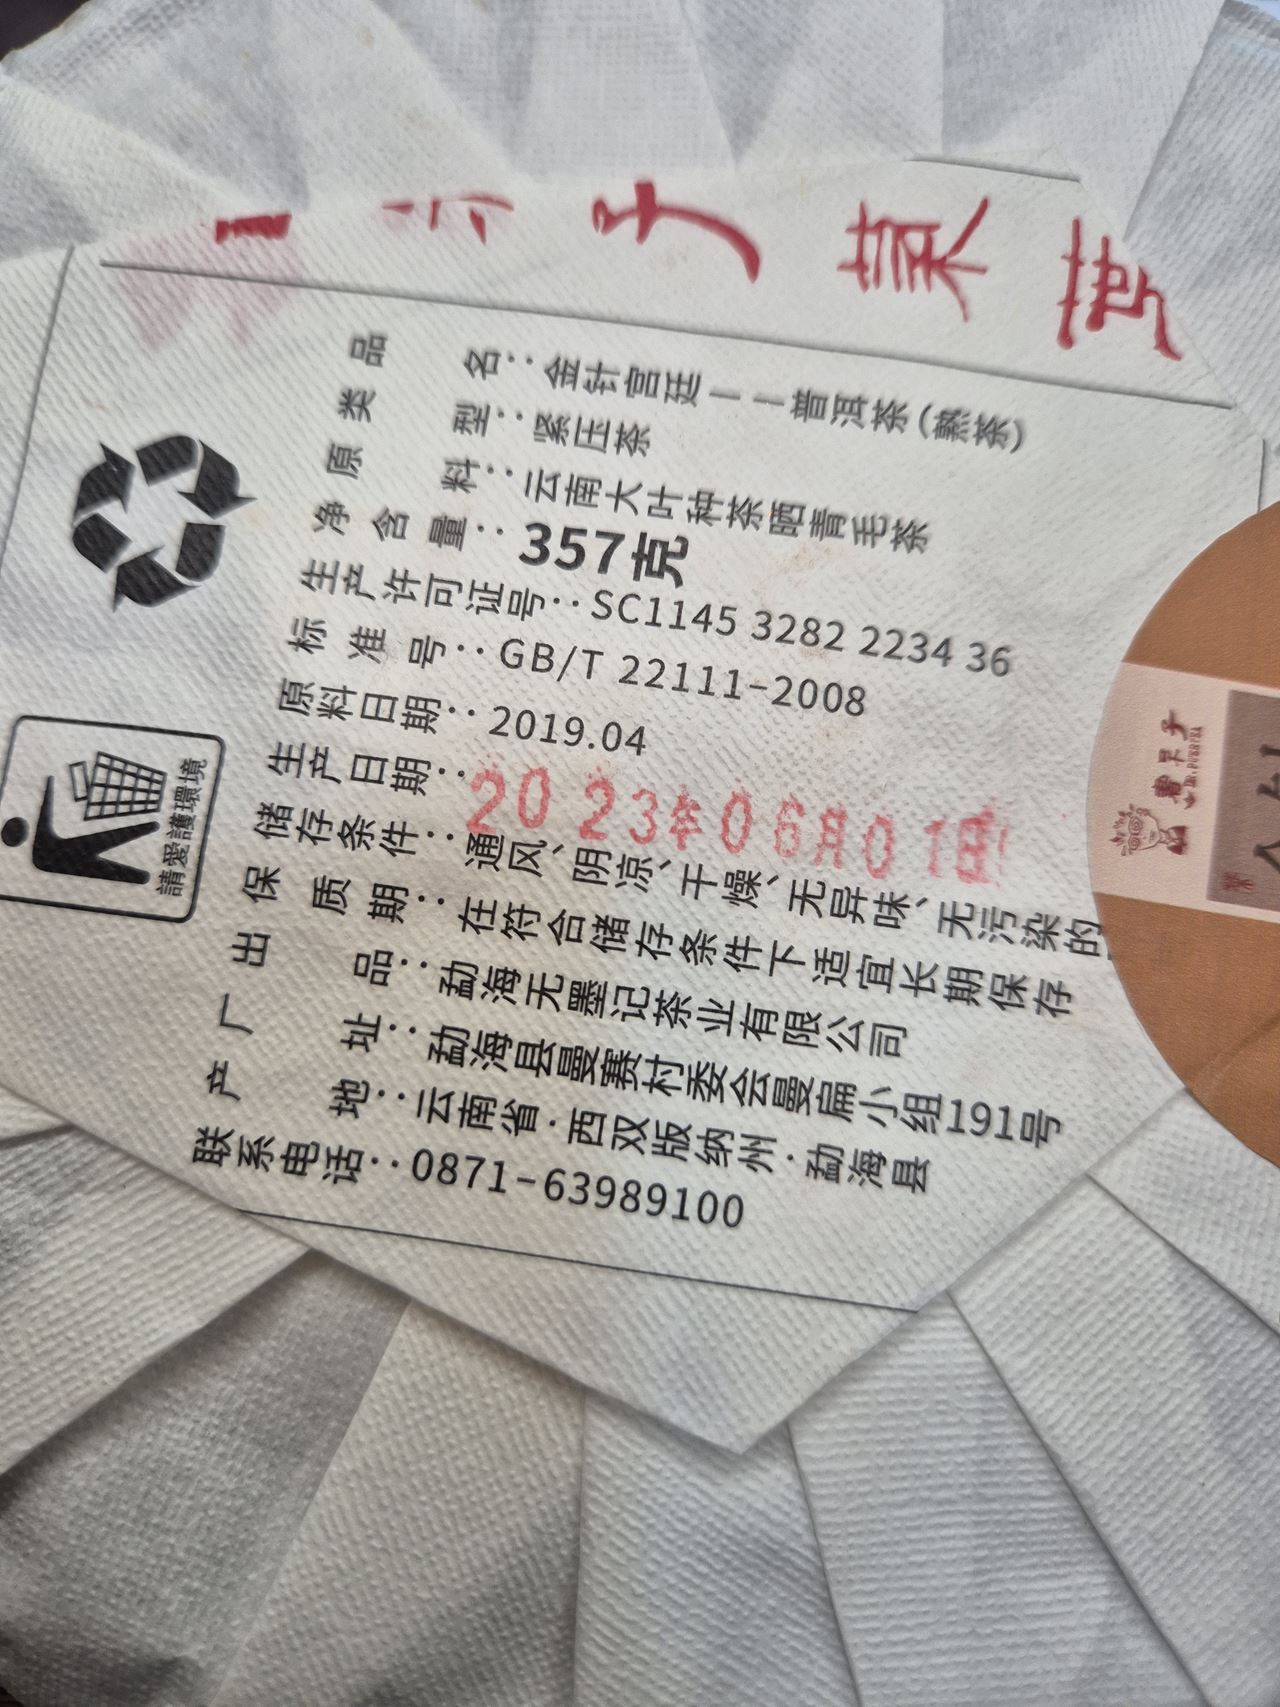 子菓
品名：金针宫廷——普洱茶(熟茶)
类型：紧压茶
原料：云南大叶种茶晒青毛茶
净含量：357克
生产许可证号：SC1145 3282 2234 36
标准号：GB/T 22111-2008
原料日期：2019.04
生产日期：2023年06月01日
储存条件：通风、阴凉、干燥、无异味、无污染的
保质期：在符合储存条件下适宜长期保存
出品：勐海无墨记茶业有限公司
厂址：勐海县曼赛村委会曼扁小组191号
产地：云南省·西双版纳州·勐海县
联系电话：0871-63989100
請愛護環境
曹早子